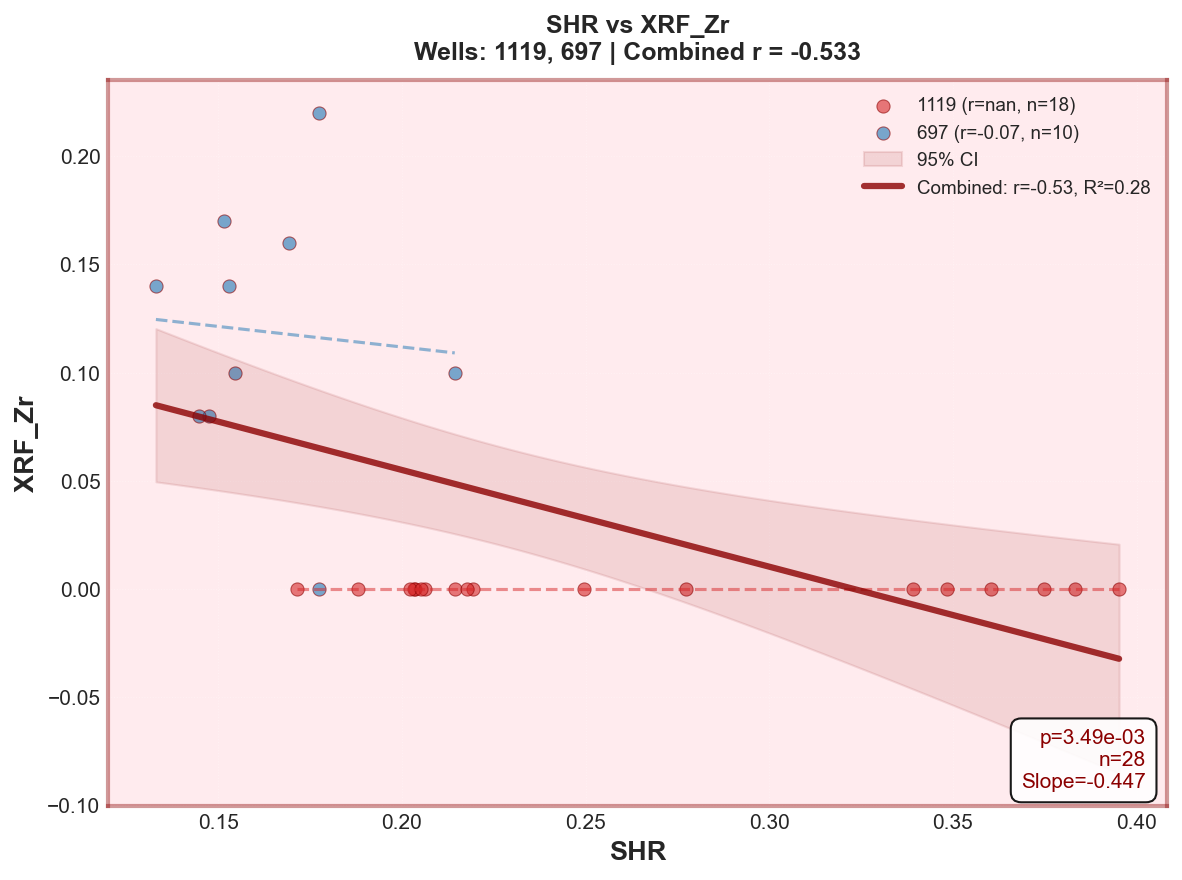 SHR vs XRF_Zr
Wells: 1119, 697 | Combined r = -0.533
1119 (r=nan, n=18)
697 (r=-0.07, n=10)
95% CI
Combined: r=-0.53, R²=0.28
XRF_Zr
0.20
0.15
0.10
0.05
0.00
−0.05
−0.10
p=3.49e-03
n=28
Slope=-0.447
0.15 0.20 0.25 0.30 0.35 0.40
SHR